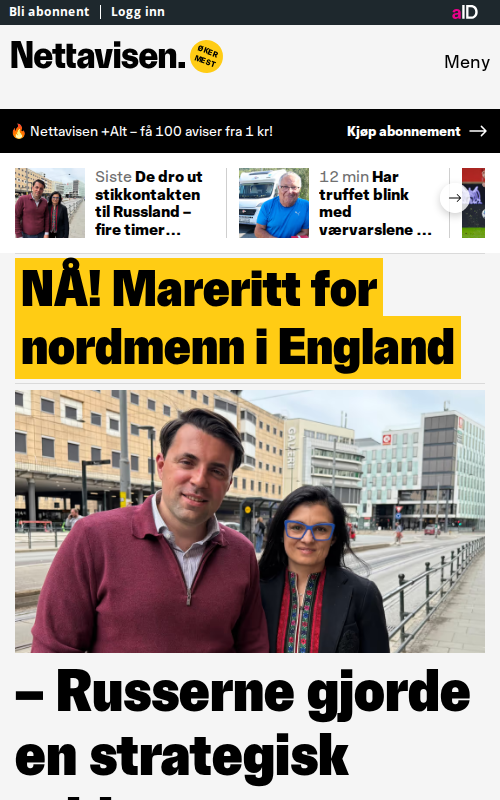 Bli abonnent | Logg inn
aID
Nettavisen.
ØKER
MEST
Meny
🔥 Nettavisen +Alt – få 100 aviser fra 1 kr!
Kjøp abonnement →
Siste De dro ut
stikkontakten
til Russland –
fire timer...
12 min Har
truffet blink
med
værvarslene ...
NÅ! Mareritt for
nordmenn i England
– Russerne gjorde
en strategisk